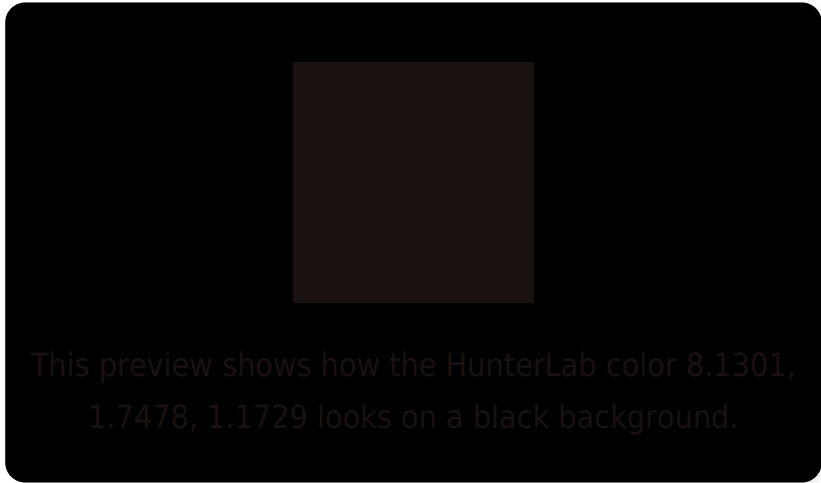 This preview shows how the HunterLab color 8.1301,
1.7478, 1.1729 looks on a black background.